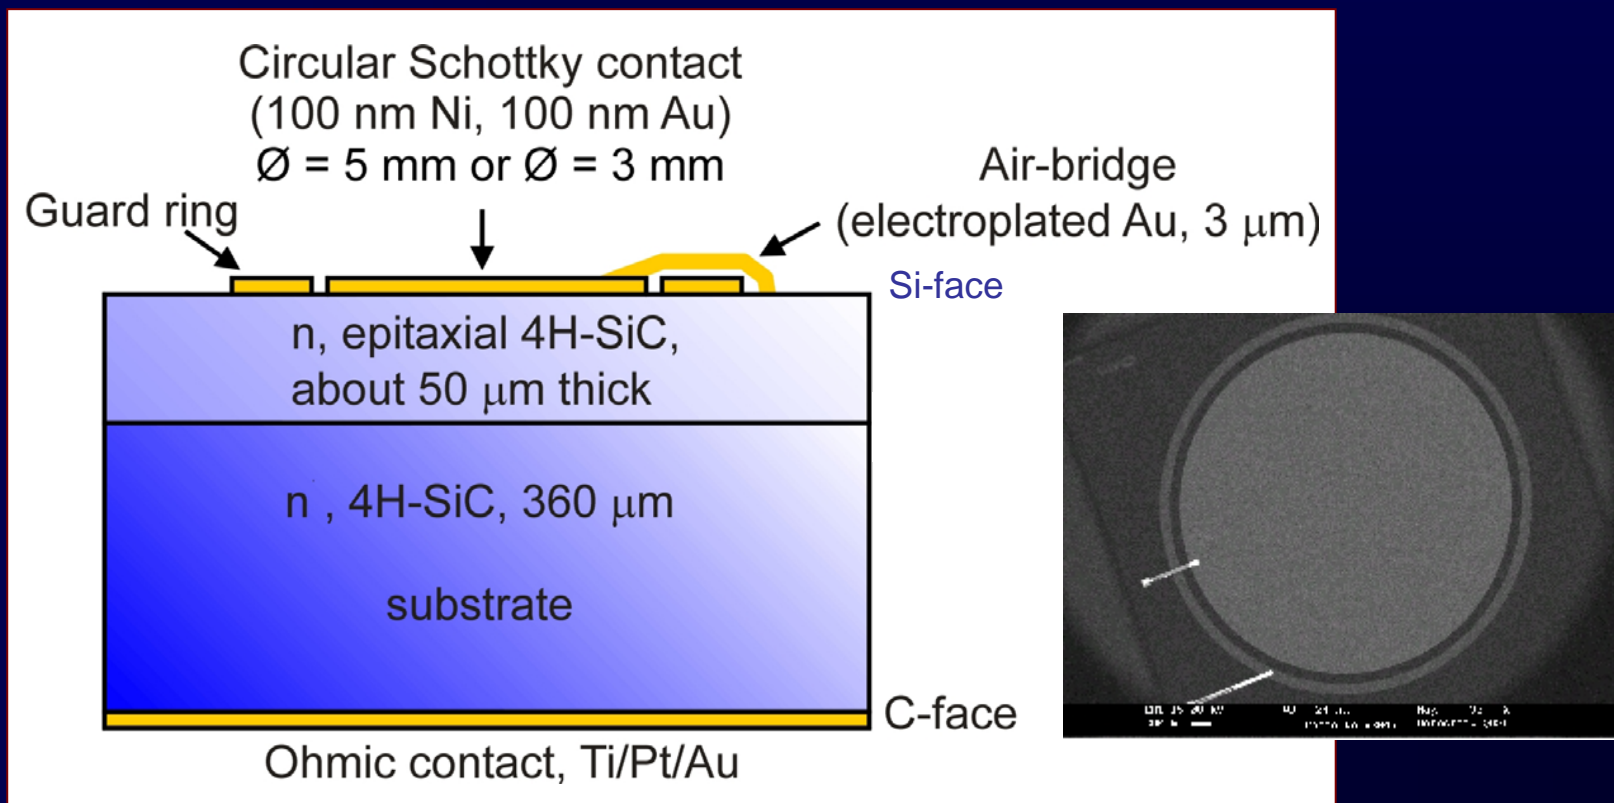 Circular Schottky contact
(100 nm Ni, 100 nm Au)
Ø = 5 mm or Ø = 3 mm
Air-bridge
(electroplated Au, 3 μm)
Guard ring
Si-face
n, epitaxial 4H-SiC,
about 50 μm thick
n , 4H-SiC, 360 μm
substrate
C-face
Ohmic contact, Ti/Pt/Au